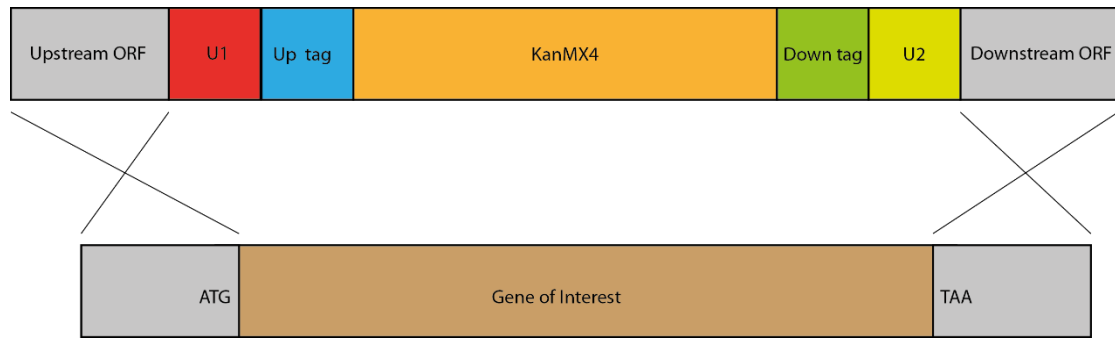 Upstream ORF U1 Up tag KanMX4 Down tag U2 Downstream ORF
ATG Gene of Interest TAA